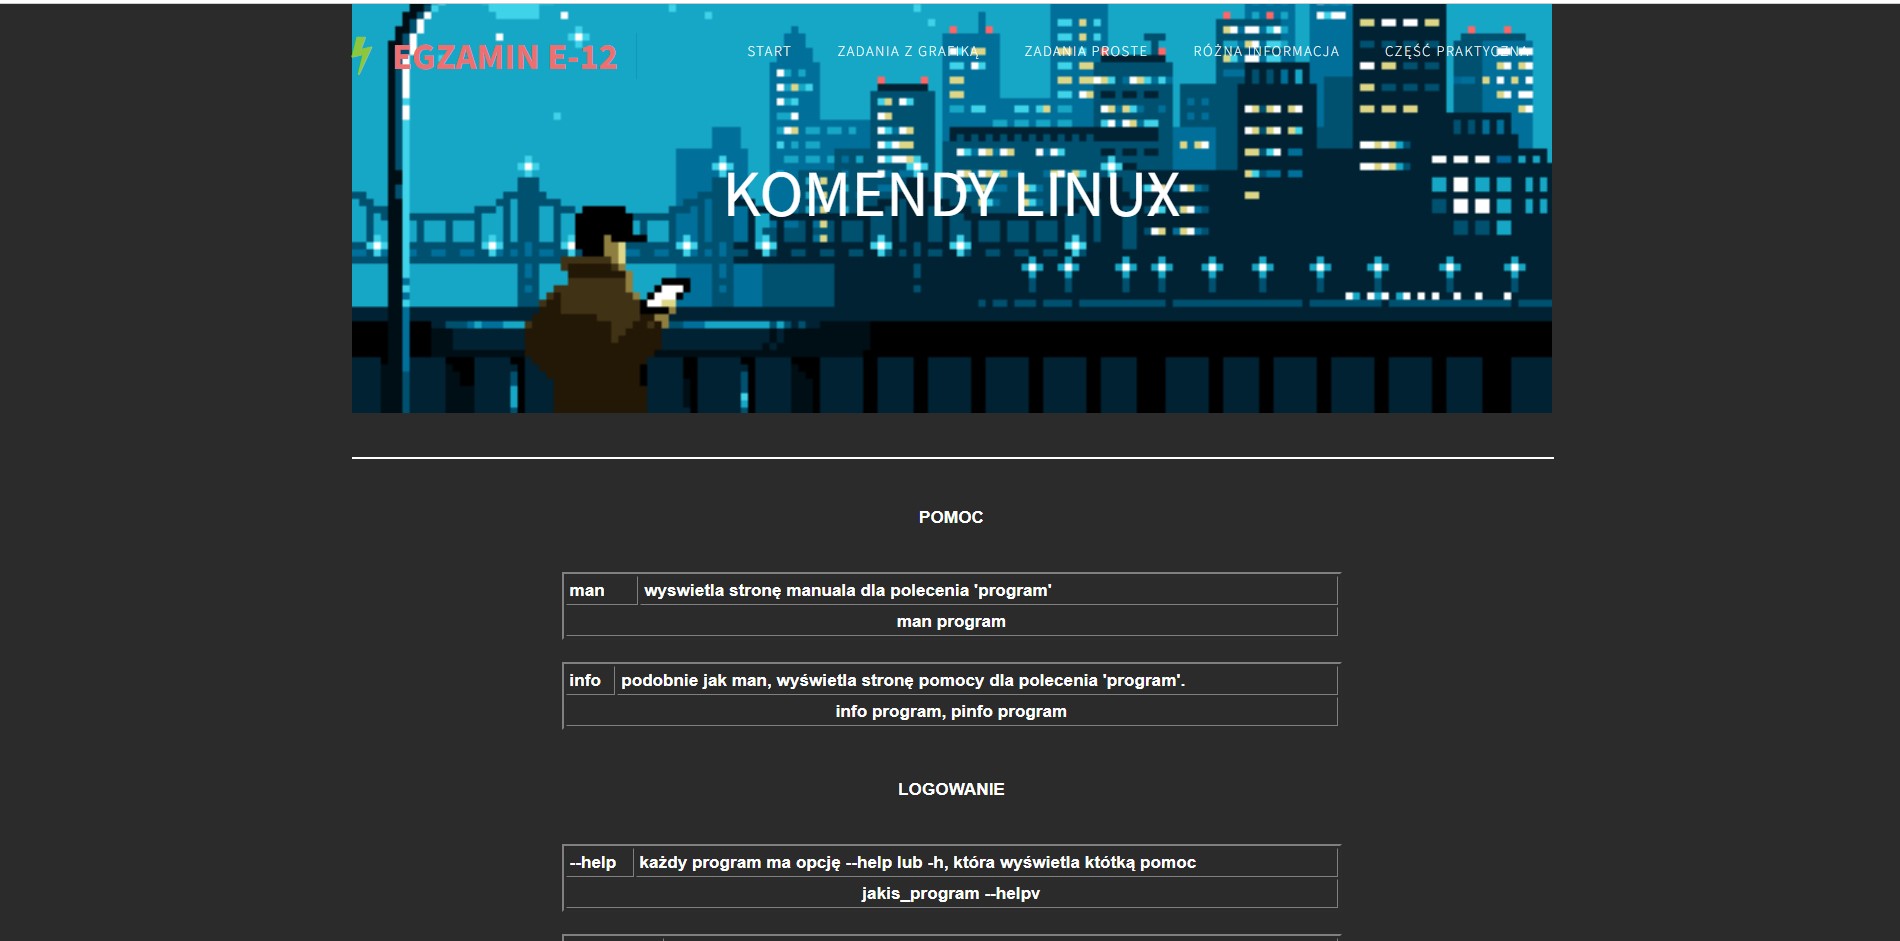 EGZAMIN E-12
START ZADANIA Z GRAFIKĄ ZADANIA PROSTE RÓŻNA INFORMACJA CZĘŚĆ PRAKTYCZNA
KOMENDY LINUX
POMOC
man wyswietla stronę manuala dla polecenia 'program'
man program
info podobnie jak man, wyświetla stronę pomocy dla polecenia 'program'.
info program, pinfo program
LOGOWANIE
--help każdy program ma opcję --help lub -h, która wyświetla któtką pomoc
jakis_program --helpv